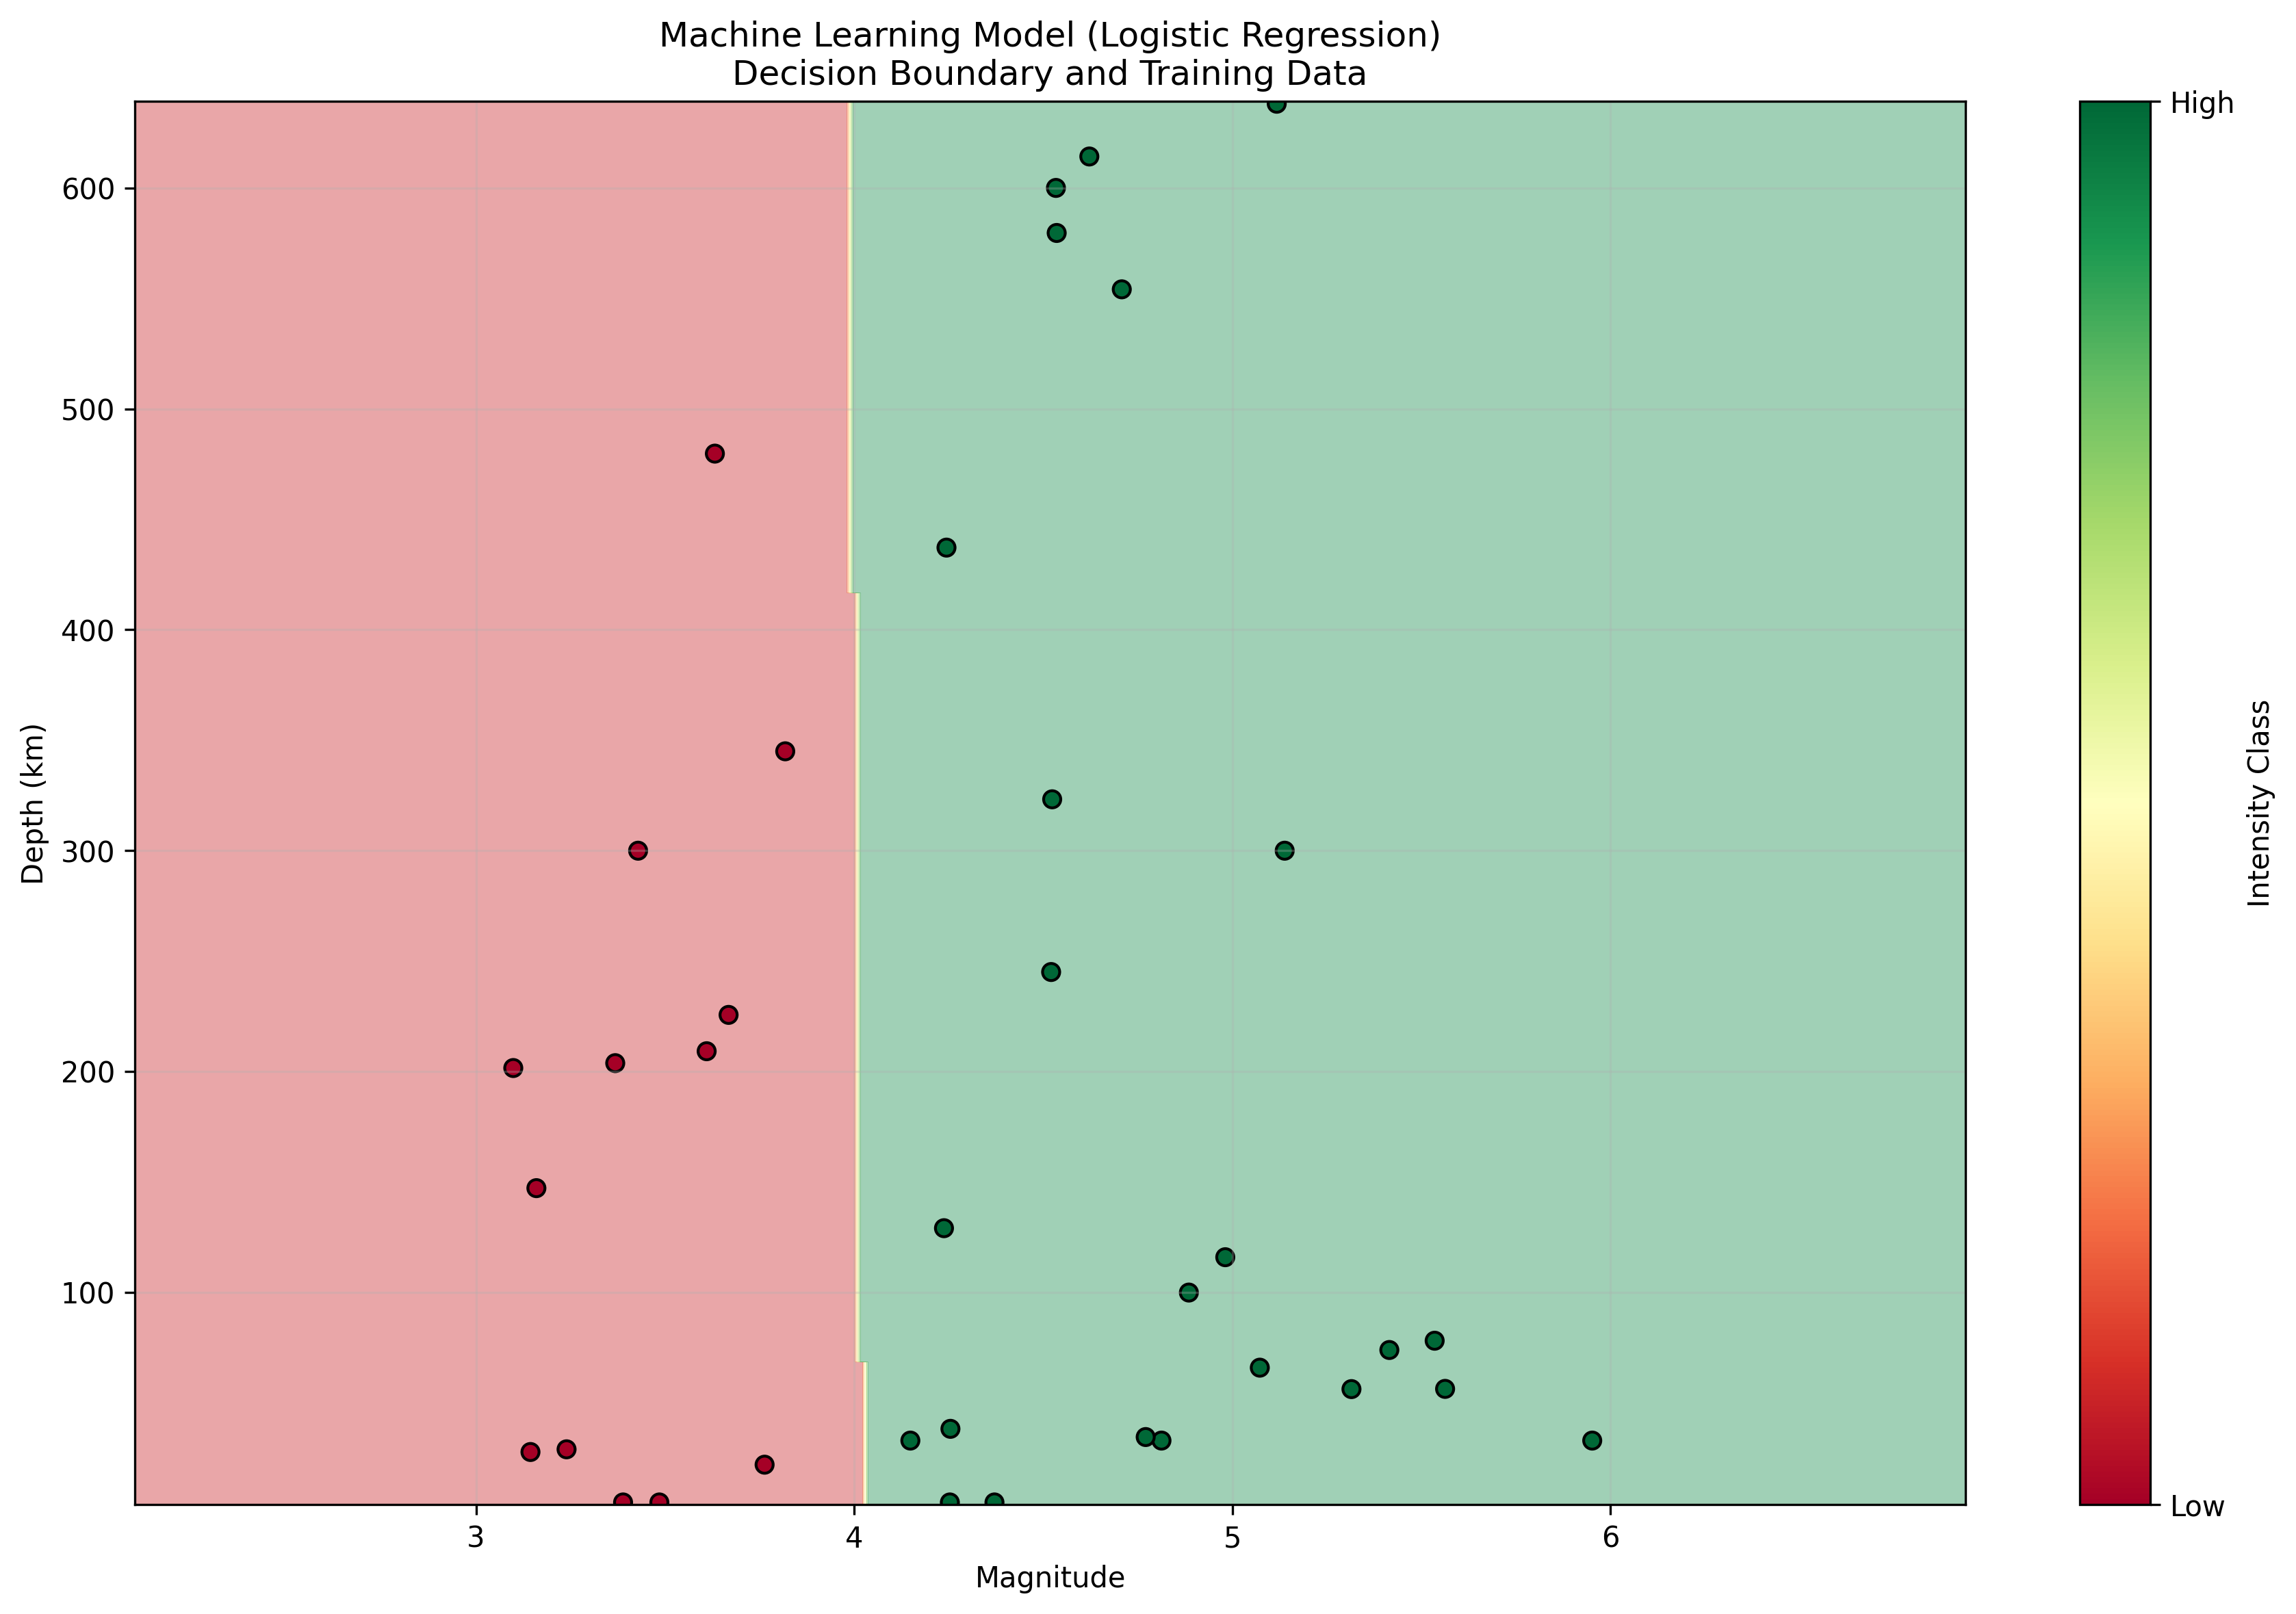 Machine Learning Model (Logistic Regression)
Decision Boundary and Training Data
600
500
400
300
200
100
Depth (km)
3
4
5
6
Magnitude
High
Low
Intensity Class